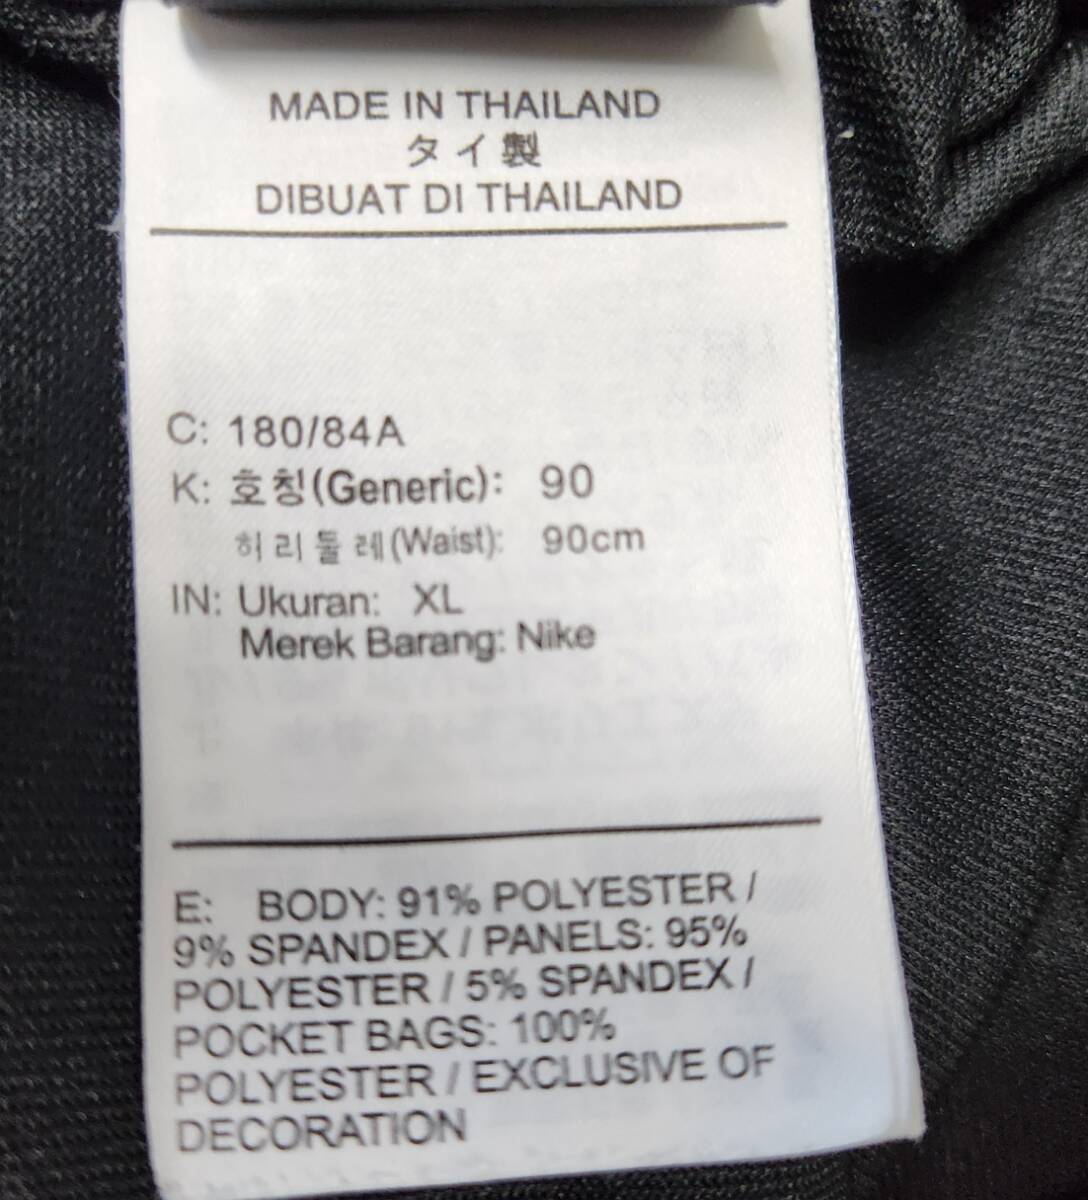 MADE IN THAILAND
タイ製
DIBUAT DI THAILAND
C: 180/84A
K: 호칭(Generic): 90
허리둘레(Waist): 90cm
IN: Ukuran: XL
Merek Barang: Nike
E: BODY: 91% POLYESTER /
9% SPANDEX / PANELS: 95%
POLYESTER / 5% SPANDEX /
POCKET BAGS: 100%
POLYESTER / EXCLUSIVE OF
DECORATION